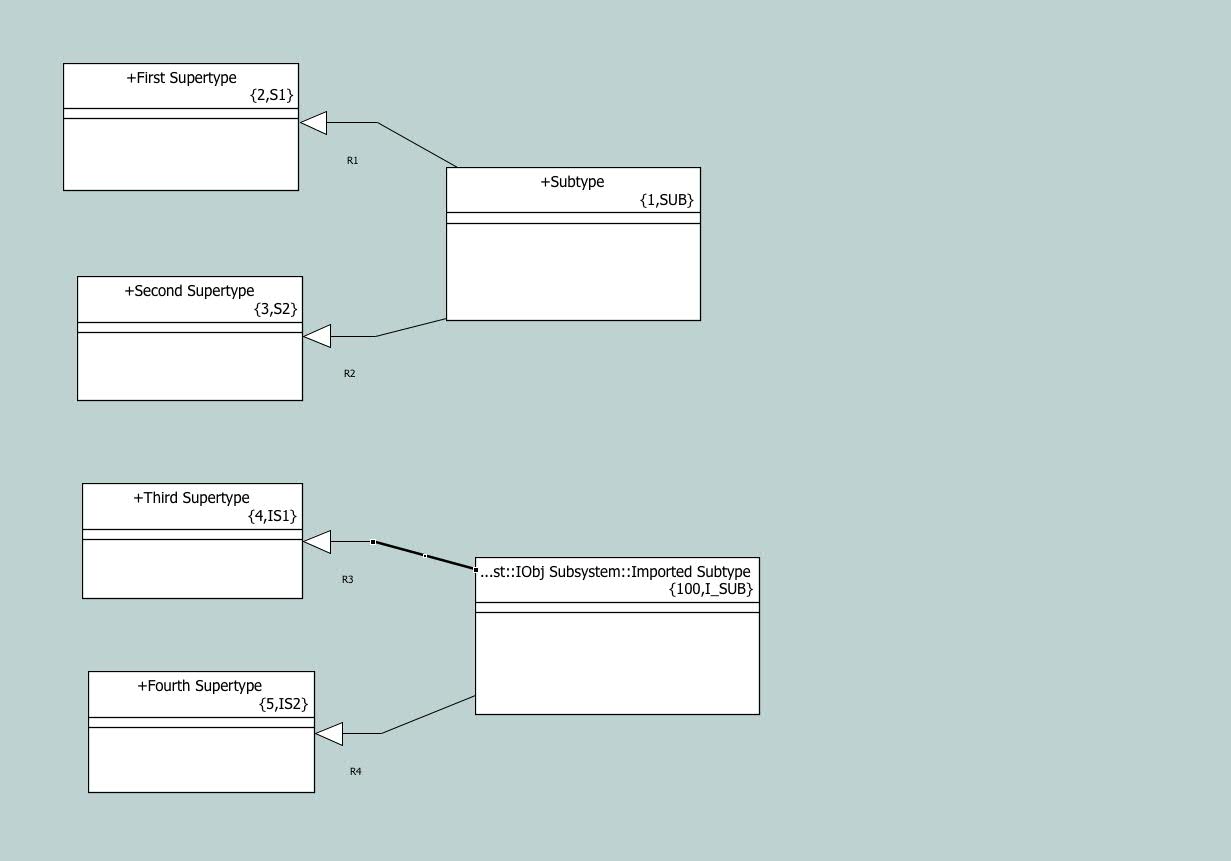 +First Supertype
{2,S1}
R1
+Subtype
{1,SUB}
+Second Supertype
{3,S2}
R2
+Third Supertype
{4,IS1}
R3
...st::IObj Subsystem::Imported Subtype
{100,I_SUB}
+Fourth Supertype
{5,IS2}
R4